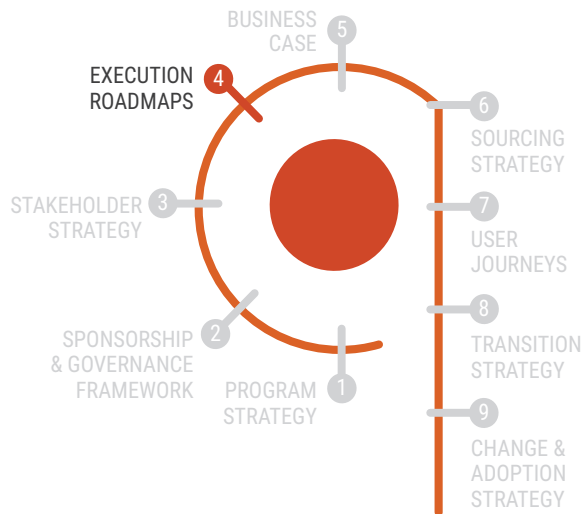 BUSINESS
CASE
5
EXECUTION
ROADMAPS
4
6
SOURCING
STRATEGY
STAKEHOLDER
STRATEGY
3
7
USER
JOURNEYS
SPONSORSHIP
& GOVERNANCE
FRAMEWORK
2
8
TRANSITION
STRATEGY
PROGRAM
STRATEGY
1
9
CHANGE &
ADOPTION
STRATEGY